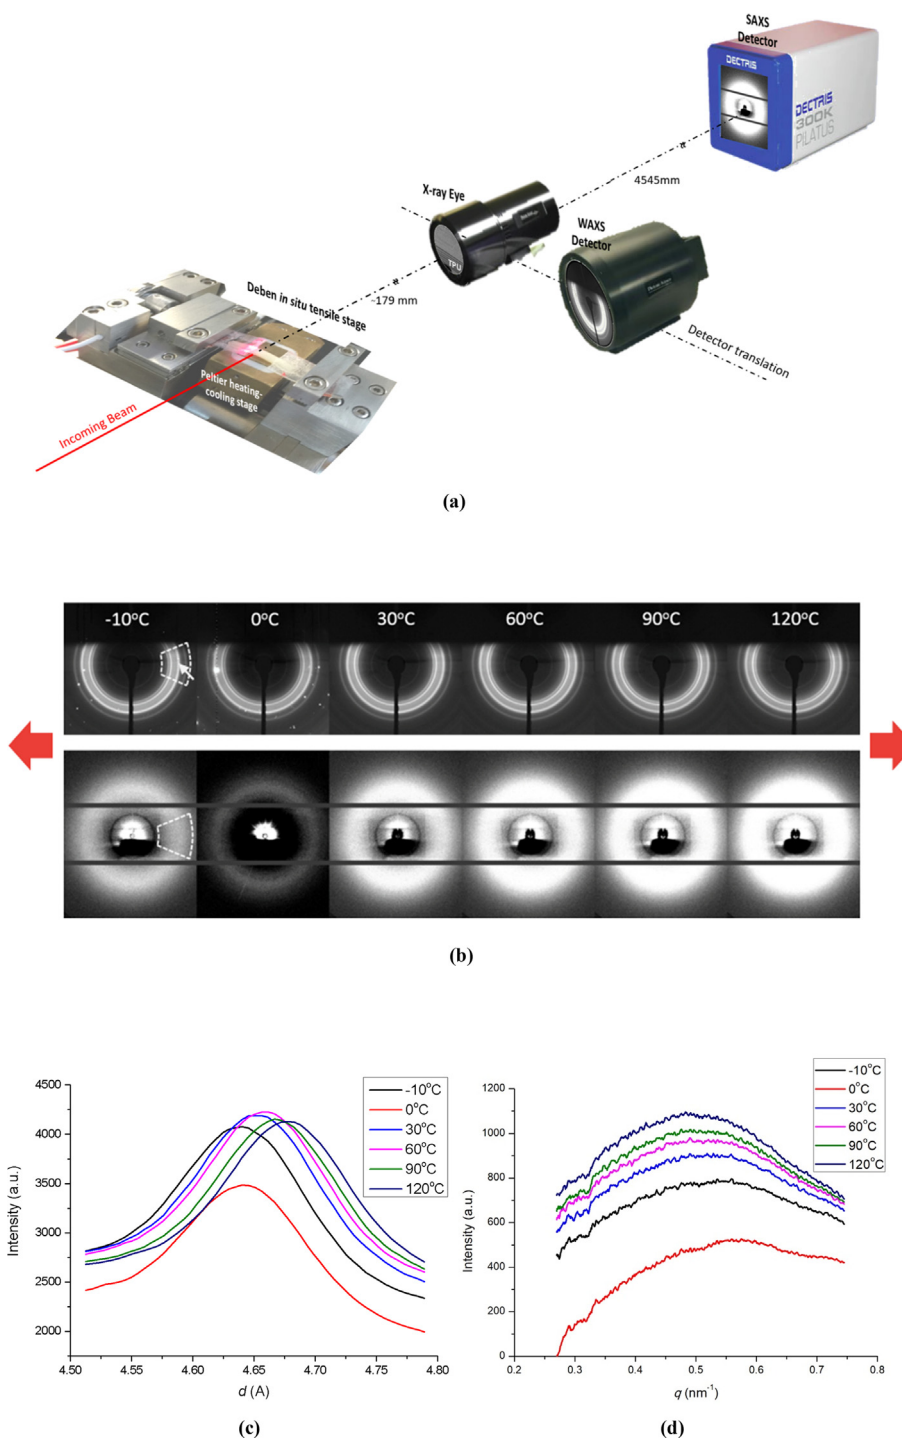 SAXS
Detector
DECTRIS
DECTRIS
300K
PILATUS
X-ray Eye
4545mm
WAXS
Detector
TPU
Deben in situ tensile stage
~179 mm
Detector translation
Peltier heating-
cooling stage
Incoming Beam
(a)
-10°C 0°C 30°C 60°C 90°C 120°C
(b)
4500
4000
3500
3000
2500
2000
Intensity (a.u.)
4.50 4.55 4.60 4.65 4.70 4.75 4.80
d (A)
-10°C
0°C
30°C
60°C
90°C
120°C
(c)
1200
1000
800
600
400
200
0
Intensity (a.u.)
0.2 0.3 0.4 0.5 0.6 0.7 0.8
q (nm⁻¹)
-10°C
0°C
30°C
60°C
90°C
120°C
(d)